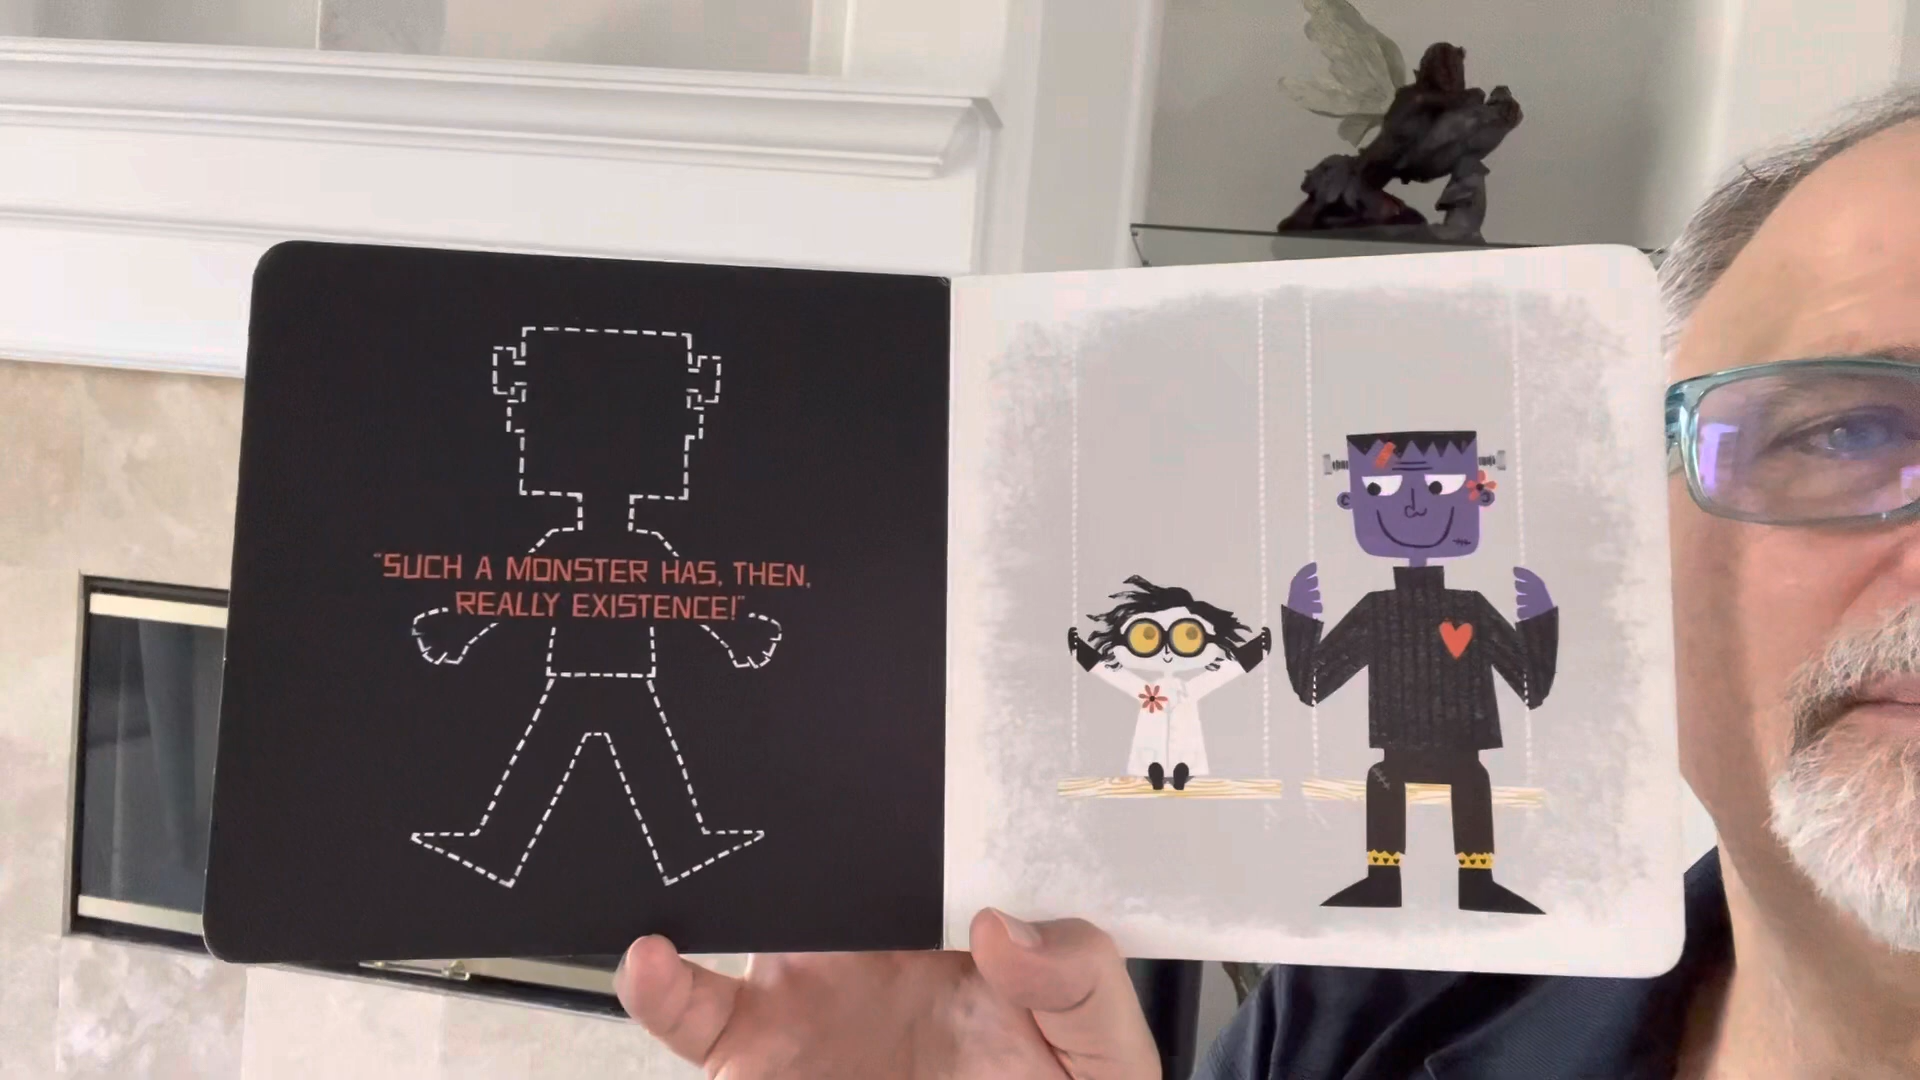 "SUCH A MONSTER HAS, THEN,
REALLY EXISTENCE!"